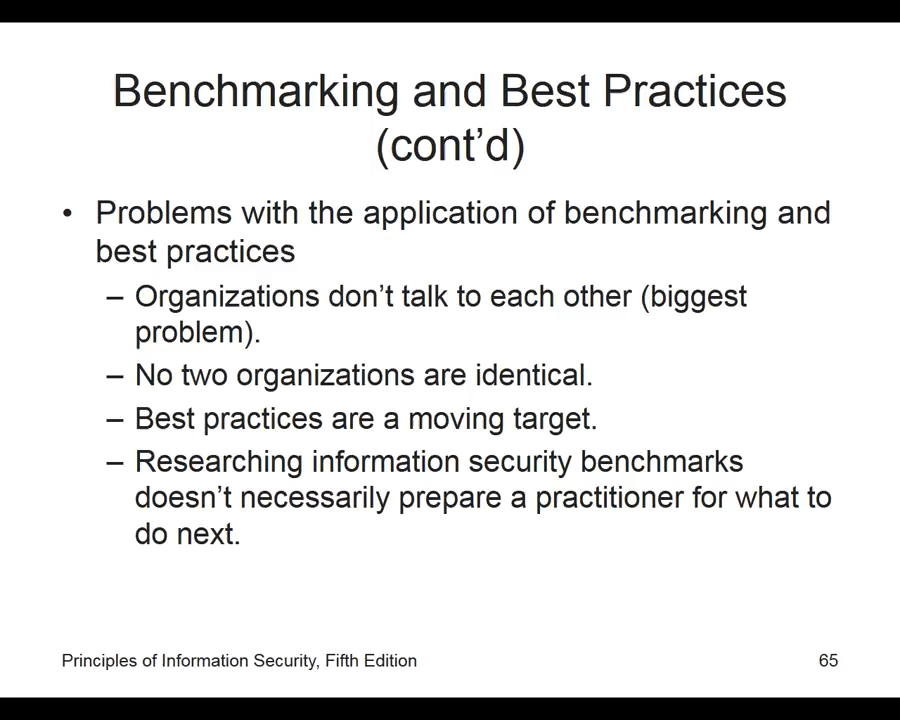 Benchmarking and Best Practices
(cont’d)
• Problems with the application of benchmarking and
best practices
– Organizations don’t talk to each other (biggest
problem).
– No two organizations are identical.
– Best practices are a moving target.
– Researching information security benchmarks
doesn’t necessarily prepare a practitioner for what to
do next.
Principles of Information Security, Fifth Edition
65